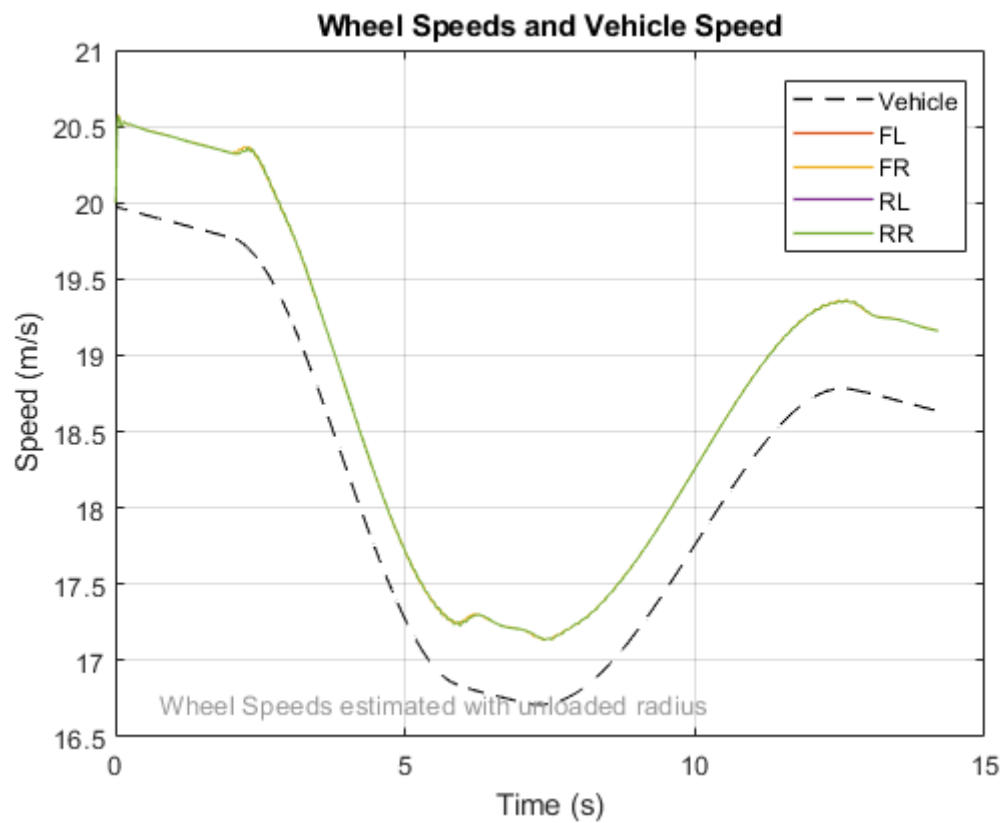 Wheel Speeds and Vehicle Speed
21
20.5
20
19.5
19
18.5
18
17.5
17
16.5
Speed (m/s)
Vehicle
FL
FR
RL
RR
Wheel Speeds estimated with unloaded radius
0
5
10
15
Time (s)